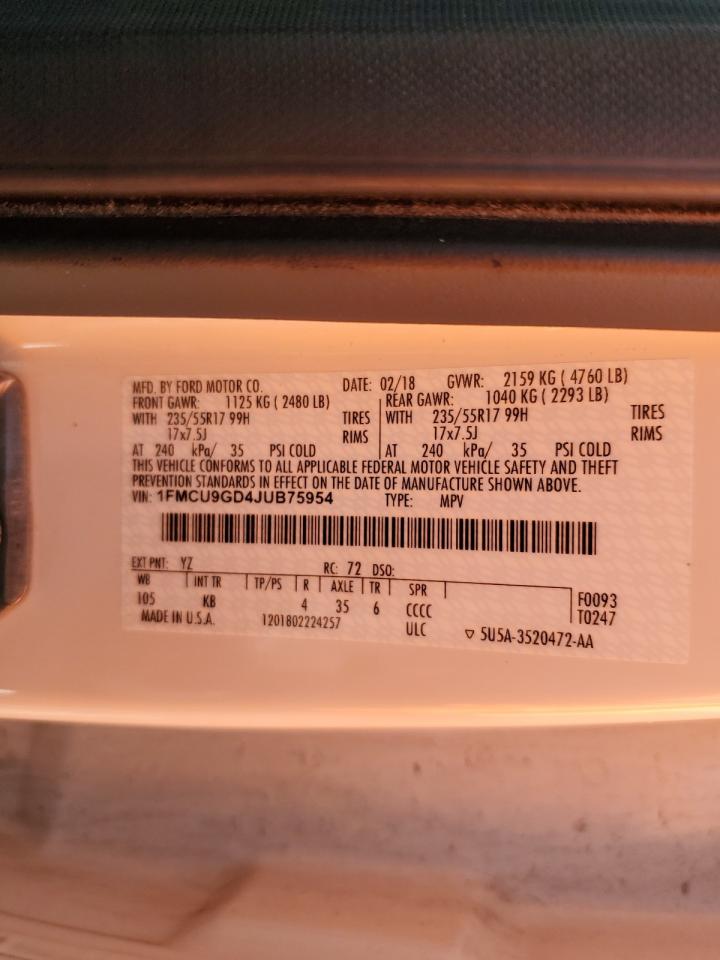 MFD. BY FORD MOTOR CO. DATE: 02/18 GVWR: 2159 KG ( 4760 LB)
FRONT GAWR: 1125 KG ( 2480 LB) REAR GAWR: 1040 KG ( 2293 LB)
WITH 235/55R17 99H TIRES WITH 235/55R17 99H TIRES
17x7.5J RIMS 17x7.5J RIMS
AT 240 kPa/ 35 PSI COLD AT 240 kPa/ 35 PSI COLD
THIS VEHICLE CONFORMS TO ALL APPLICABLE FEDERAL MOTOR VEHICLE SAFETY AND THEFT
PREVENTION STANDARDS IN EFFECT ON THE DATE OF MANUFACTURE SHOWN ABOVE.
VIN: 1FMCU9GD4JUB75954 TYPE: MPV
EXT PNT: YZ RC: 72 DSO:
WB INT TR TP/PS R AXLE TR SPR
105 KB 4 35 6 CCCC F0093
MADE IN U.S.A. 1201802224257 ULC T0247
▽ 5U5A-3520472-AA